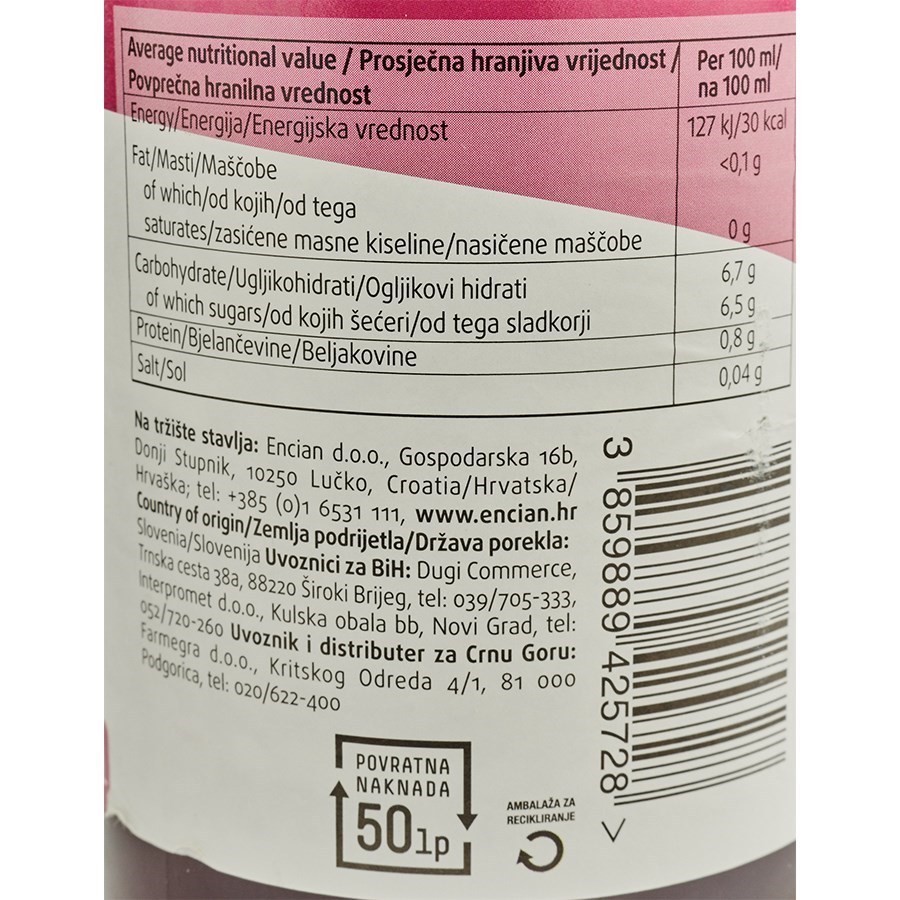 Average nutritional value / Prosječna hranjiva vrijednost /
Povprečna hranilna vrednost
Per 100 ml/
na 100 ml
Energy/Energija/Energijska vrednost 127 kJ/30 kcal
Fat/Masti/Maščobe <0,1 g
of which/od kojih/od tega
saturates/zasićene masne kiseline/nasičene maščobe 0 g
Carbohydrate/Ugljikohidrati/Ogljikovi hidrati 6,7 g
of which sugars/od kojih šećeri/od tega sladkorji 6,5 g
Protein/Bjelančevine/Beljakovine 0,8 g
Salt/Sol 0,04 g
Na tržište stavlja: Encian d.o.o., Gospodarska 16b,
Donji Stupnik, 10250 Lučko, Croatia/Hrvatska/
Hrvaška; tel: +385 (0)1 6531 111, www.encian.hr
Country of origin/Zemlja podrijetla/Država porekla:
Slovenia/Slovenija Uvoznici za BiH: Dugi Commerce,
Trnska cesta 38a, 88220 Široki Brijeg, tel: 039/705-333,
Interpromet d.o.o., Kulska obala bb, Novi Grad, tel:
052/720-260 Uvoznik i distributer za Crnu Goru:
Farmegra d.o.o., Kritskog Odreda 4/1, 81 000
Podgorica, tel: 020/622-400
3 859889 425728 >
POVRATNA
NAKNADA
50 lp
AMBALAŽA ZA
RECIKLIRANJE